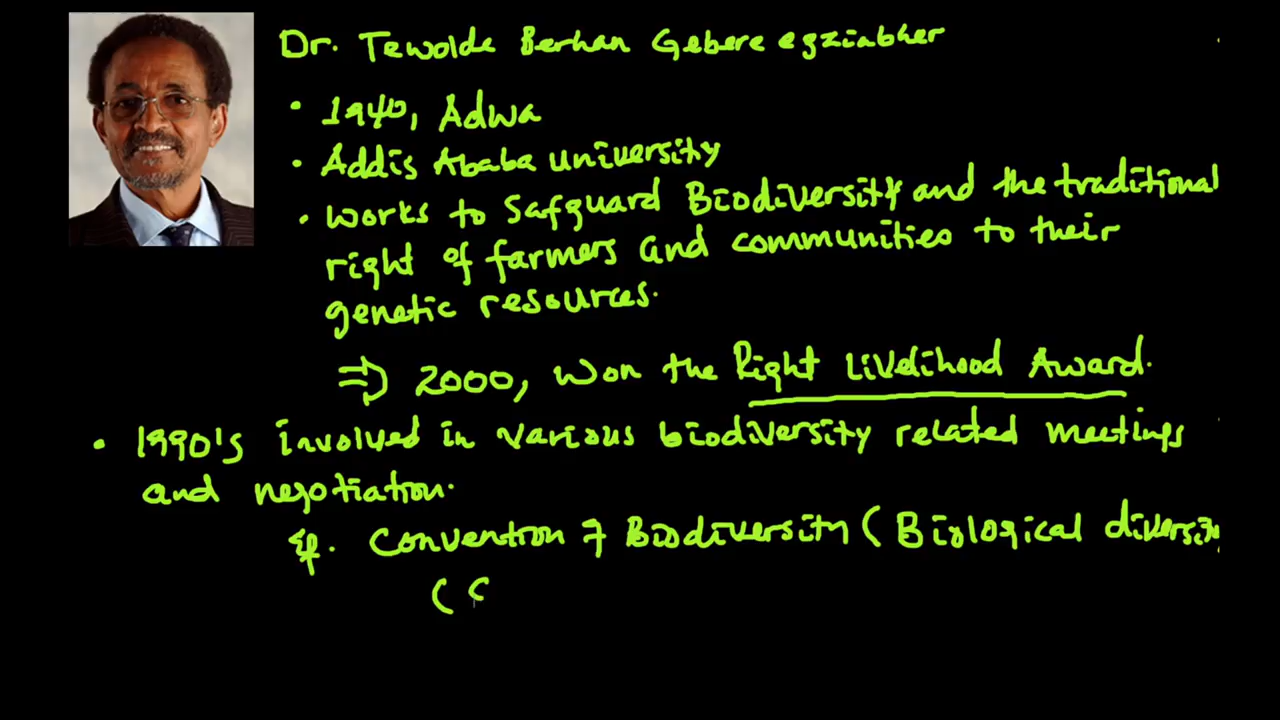 Dr. Tewolde Berhan Gebere egziabher
• 1940, Adwa
• Addis Ababa university
• works to Safguard Biodiversity and the traditional
right of farmers and communities to their
genetic resources.
⇒ 2000, won the Right Livelihood Award.
• 1990's involved in various biodiversity related meetings
and negotiation.
Convention of Biodiversity (Biological diversity
( C